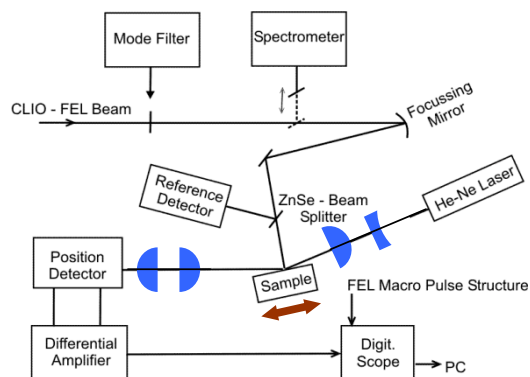 Mode Filter
Spectrometer
CLIO - FEL Beam
Focussing
Mirror
Reference
Detector
ZnSe - Beam
Splitter
He-Ne Laser
Position
Detector
Sample
FEL Macro Pulse Structure
Differential
Amplifier
Digit.
Scope
PC